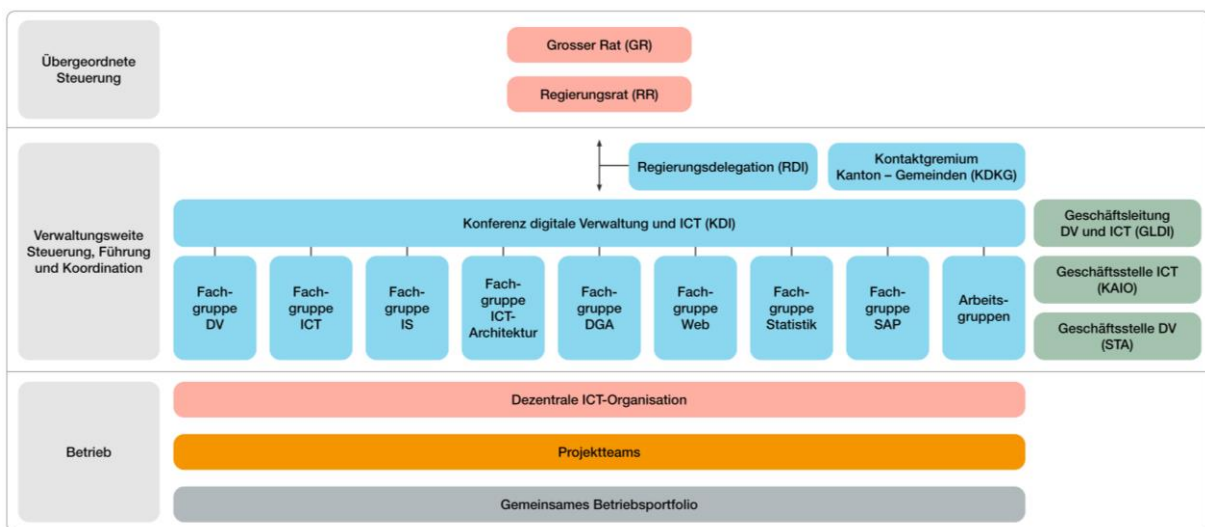 Übergeordnete
Steuerung
Grosser Rat (GR)
Regierungsrat (RR)
Verwaltungsweite
Steuerung, Führung
und Koordination
Regierungsdelegation (RDI)
Kontaktgremium
Kanton – Gemeinden (KDKG)
Konferenz digitale Verwaltung und ICT (KDI)
Fach-
gruppe
DV
Fach-
gruppe
ICT
Fach-
gruppe
IS
Fach-
gruppe
ICT-
Architektur
Fach-
gruppe
DGA
Fach-
gruppe
Web
Fach-
gruppe
Statistik
Fach-
gruppe
SAP
Arbeits-
gruppen
Geschäftsleitung
DV und ICT (GLDI)
Geschäftsstelle ICT
(KAIO)
Geschäftsstelle DV
(STA)
Betrieb
Dezentrale ICT-Organisation
Projektteams
Gemeinsames Betriebsportfolio